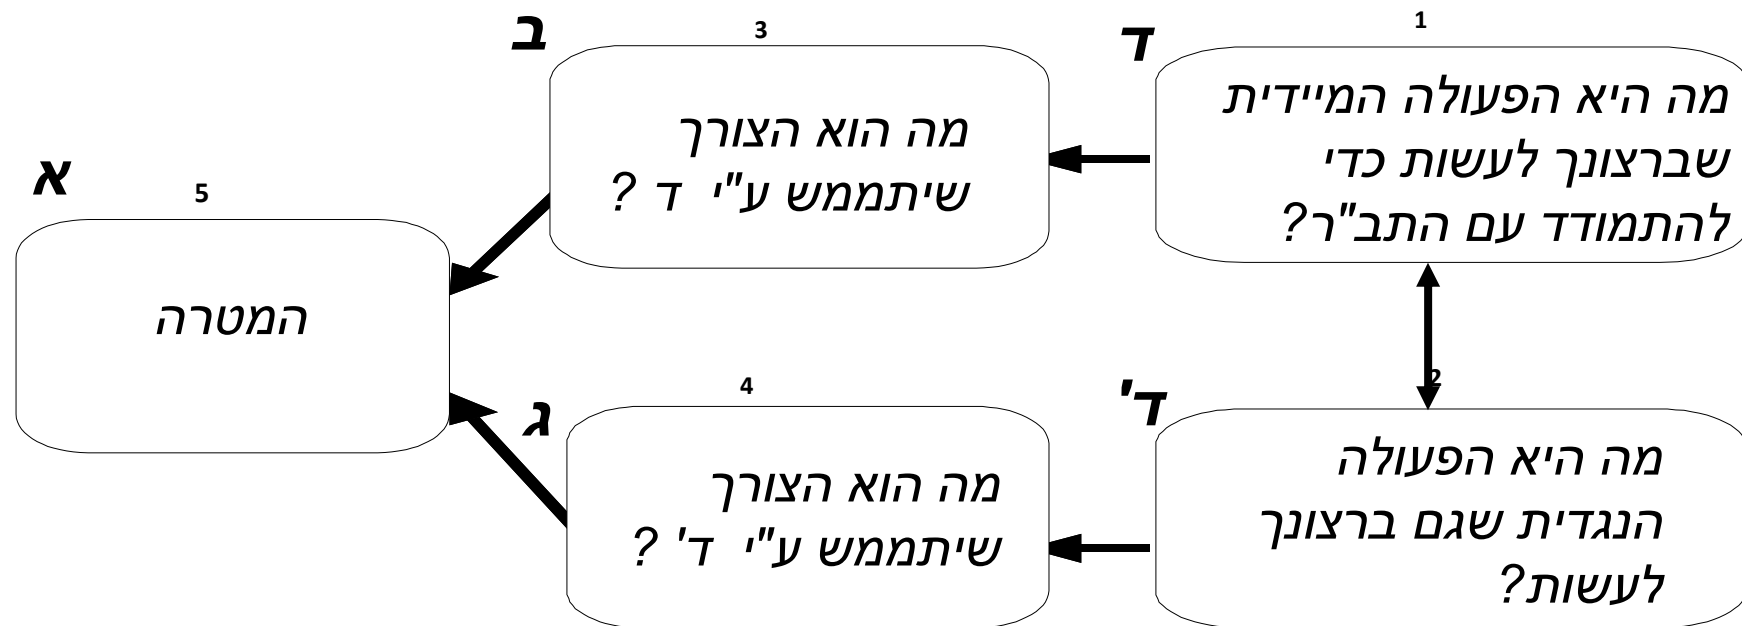 ד
1
מה היא הפעולה המיידית
שברצונך לעשות כדי
להתמודד עם התב"ר?
ב
3
מה הוא הצורך
שיתממש ע"י ד ?
א
5
המטרה
ד'
2
מה היא הפעולה
הנגדית שגם ברצונך
לעשות?
ג
4
מה הוא הצורך
שיתממש ע"י ד' ?